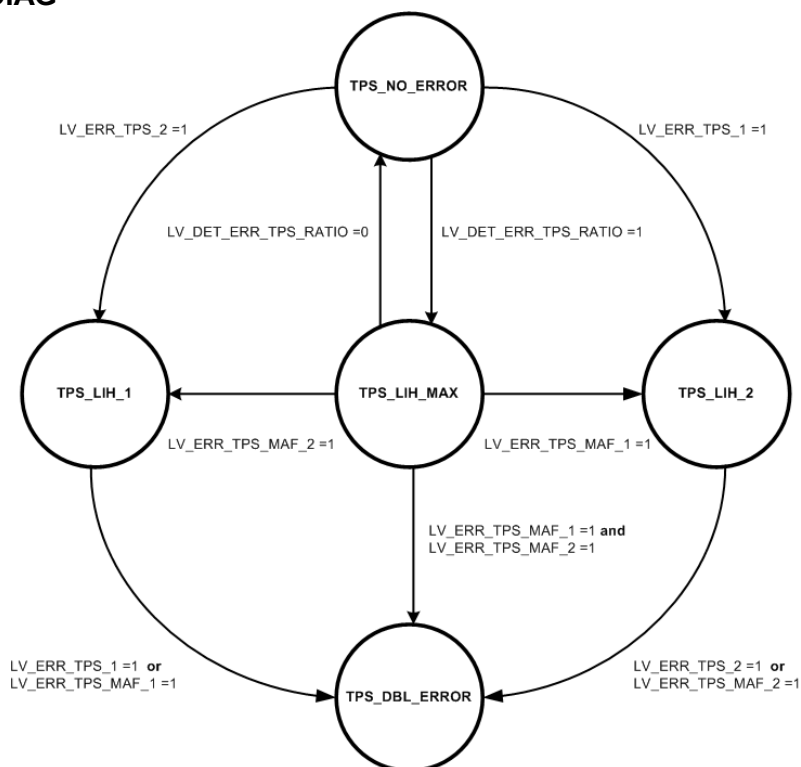 TPS_NO_ERROR
LV_ERR_TPS_2 =1
LV_ERR_TPS_1 =1
LV_DET_ERR_TPS_RATIO =0
LV_DET_ERR_TPS_RATIO =1
TPS_LIH_1
TPS_LIH_MAX
TPS_LIH_2
LV_ERR_TPS_MAF_2 =1
LV_ERR_TPS_MAF_1 =1
LV_ERR_TPS_MAF_1 =1 and
LV_ERR_TPS_MAF_2 =1
LV_ERR_TPS_1 =1 or
LV_ERR_TPS_MAF_1 =1
TPS_DBL_ERROR
LV_ERR_TPS_2 =1 or
LV_ERR_TPS_MAF_2 =1